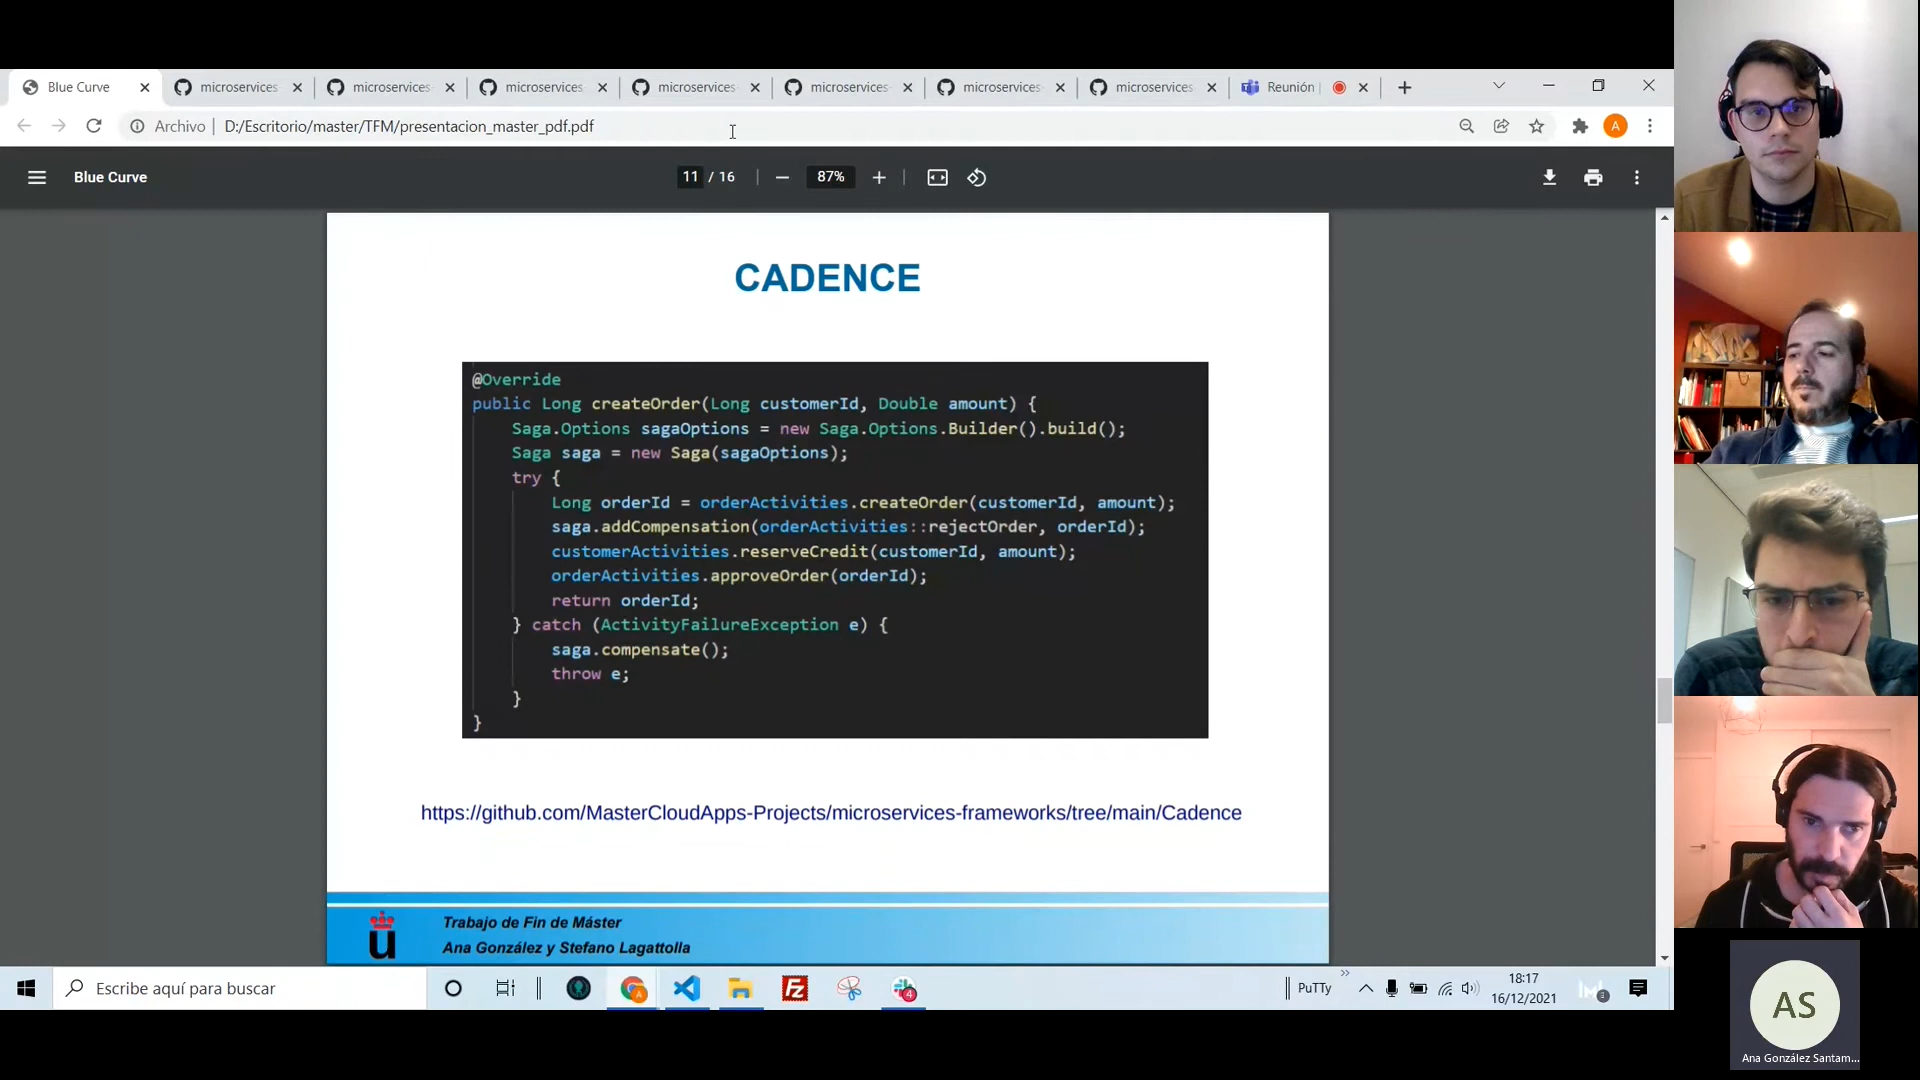 Blue Curve
microservices
microservices-
microservices
microservices-
microservices
microservices-
microservices
Reunión
Archivo
D:/Escritorio/master/TFM/presentacion_master_pdf.pdf
A
Blue Curve
11 / 16
87%
CADENCE
@Override
public Long createOrder(Long customerId, Double amount) {
Saga.Options sagaOptions = new Saga.Options.Builder().build();
Saga saga = new Saga(sagaOptions);
try {
Long orderId = orderActivities.createOrder(customerId, amount);
saga.addCompensation(orderActivities::rejectOrder, orderId);
customerActivities.reserveCredit(customerId, amount);
orderActivities.approveOrder(orderId);
return orderId;
} catch (ActivityFailureException e) {
saga.compensate();
throw e;
}
}
https://github.com/MasterCloudApps-Projects/microservices-frameworks/tree/main/Cadence
u
Trabajo de Fin de Máster
Ana González y Stefano Lagattolla
Escribe aquí para buscar
A
Fz
4
PuTTy
18:17
16/12/2021
AS
Ana González Santam...